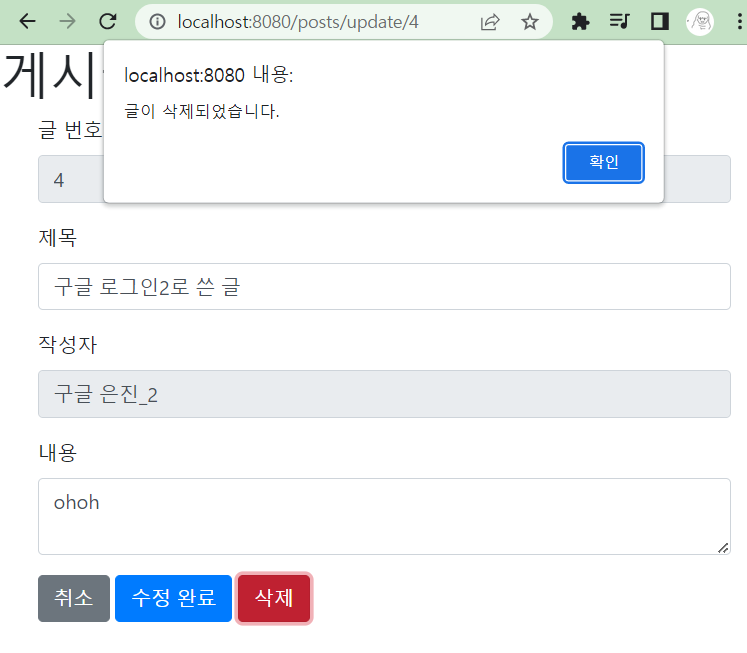 localhost:8080/posts/update/4
localhost:8080 내용:
글이 삭제되었습니다.
확인
게시
글 번호
4
제목
구글 로그인2로 쓴 글
작성자
구글 은진_2
내용
ohoh
취소 수정 완료 삭제